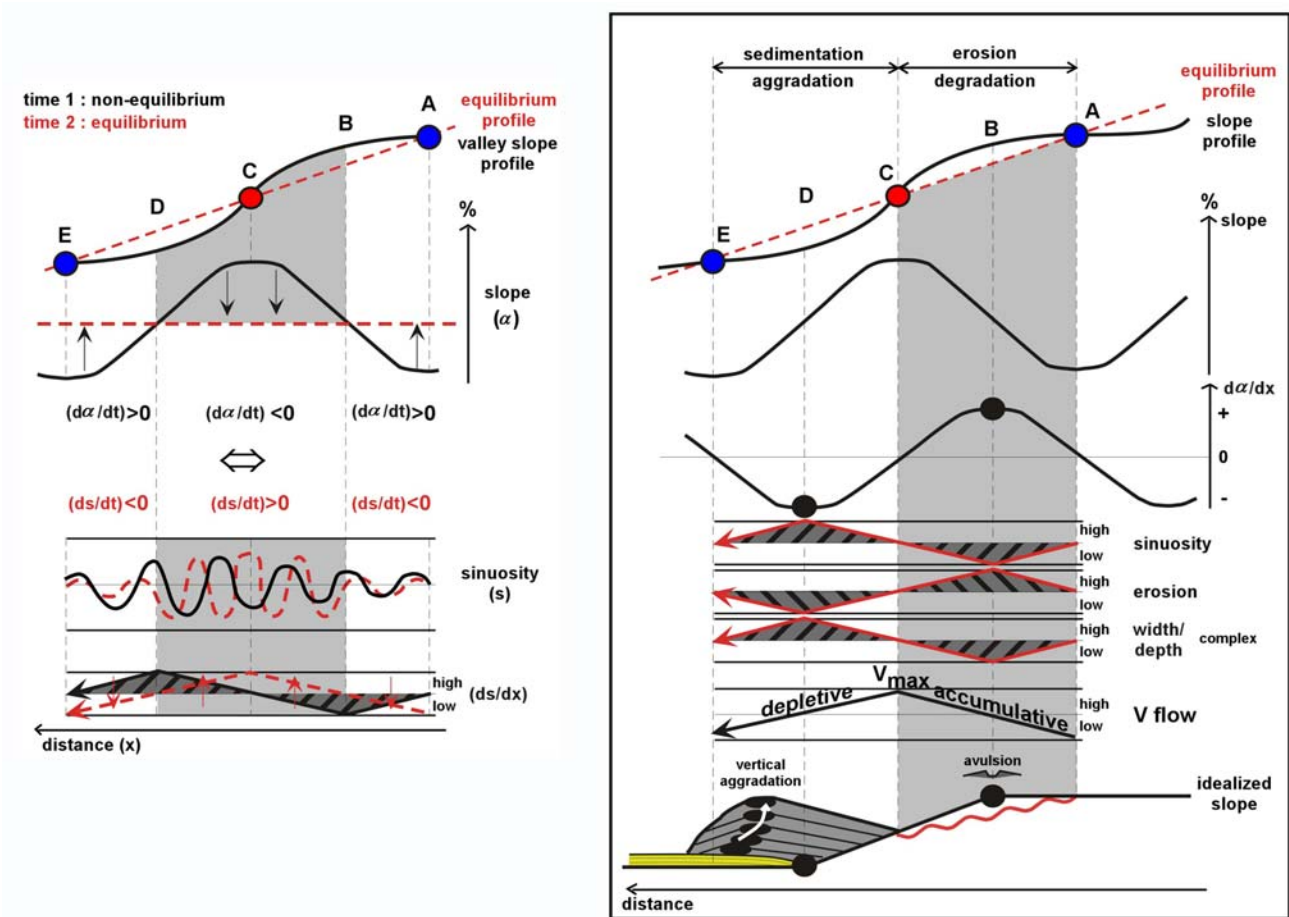 time 1 : non-equilibrium
time 2 : equilibrium
A
B
C
D
E
equilibrium
profile
valley slope
profile
%
slope
(α)
(dα/dt)>0
(dα/dt) <0
(dα/dt)>0
(ds/dt)<0
(ds/dt)>0
(ds/dt)<0
sinuosity
(s)
high
low
(ds/dx)
distance (x)
sedimentation
erosion
aggradation
degradation
equilibrium
profile
slope
profile
A
B
C
D
E
%
slope
dα/dx
+
0
-
high
low
sinuosity
high
low
erosion
high
low
width/
depth
complex
depletive
Vmax
accumulative
high
low
V flow
vertical
aggradation
avulsion
idealized
slope
distance